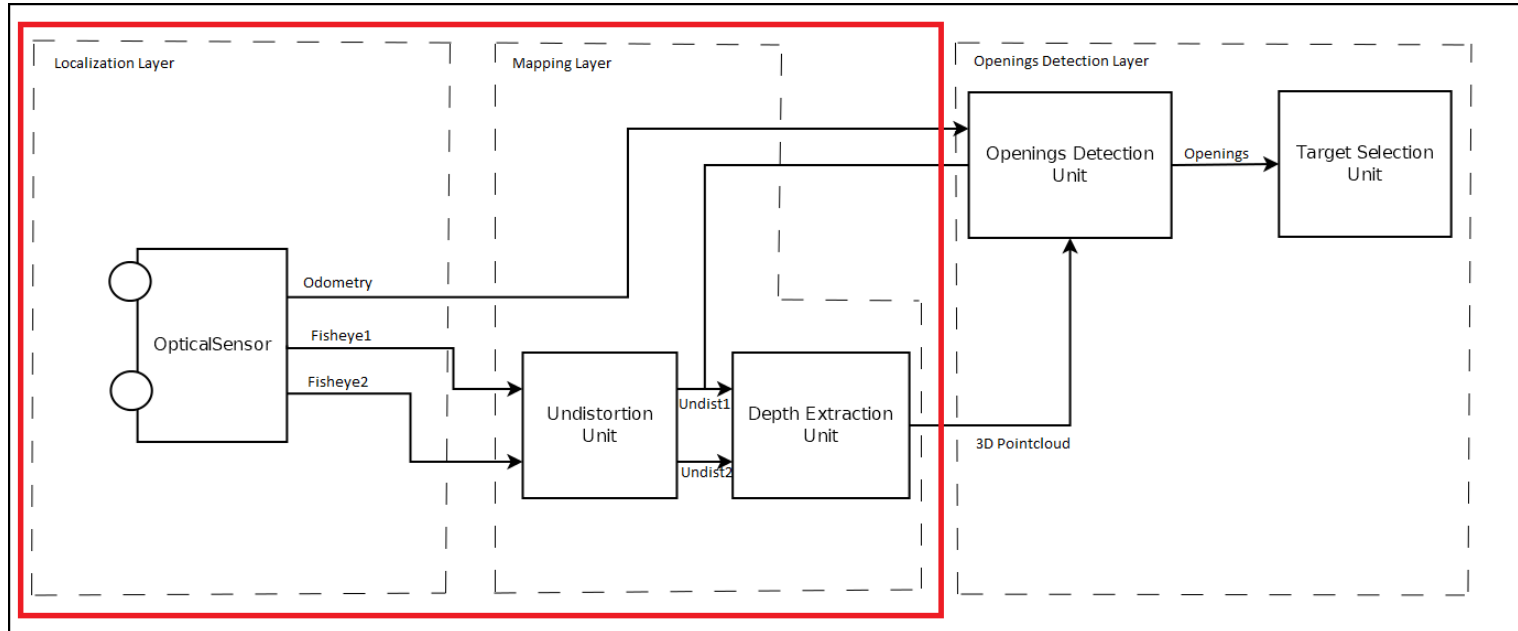 Localization Layer
Mapping Layer
Openings Detection Layer
Openings Detection
Unit
Openings
Target Selection
Unit
Odometry
OpticalSensor
Fisheye1
Fisheye2
Undistortion
Unit
Undist1
Undist2
Depth Extraction
Unit
3D Pointcloud